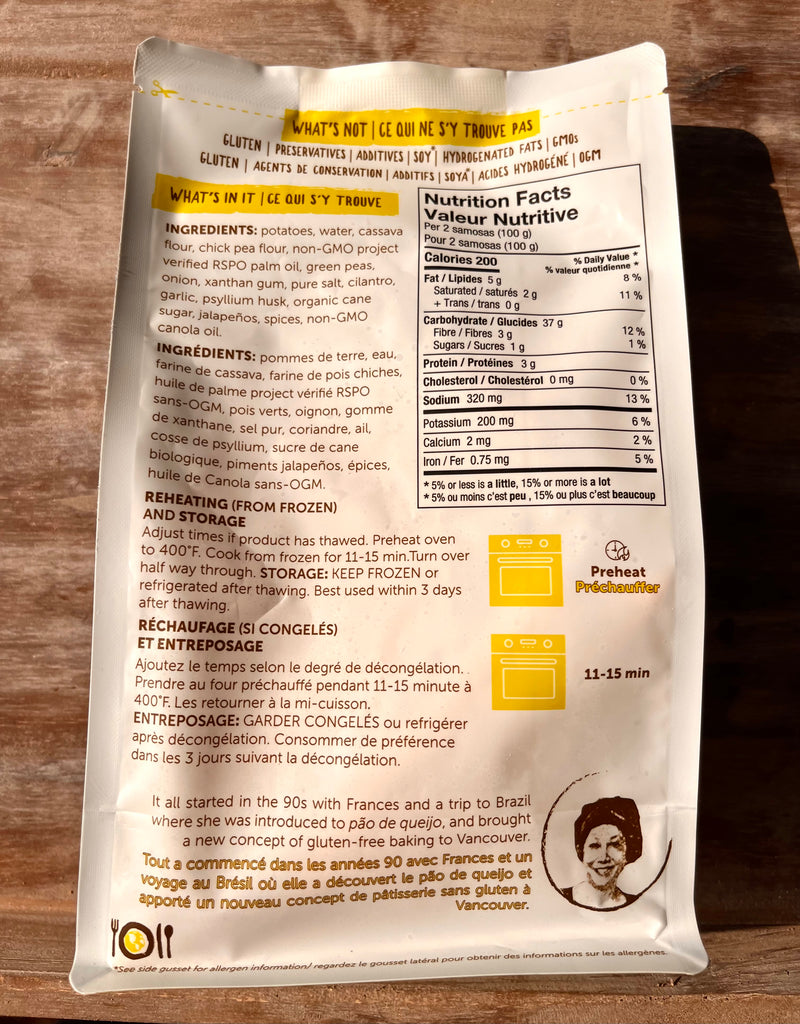 WHAT'S NOT | CE QUI NE S'Y TROUVE PAS
GLUTEN | PRESERVATIVES | ADDITIVES | SOY* | HYDROGENATED FATS | GMOs
GLUTEN | AGENTS DE CONSERVATION | ADDITIFS | SOYA* | ACIDES HYDROGÉNÉ | OGM
WHAT'S IN IT | CE QUI S'Y TROUVE
INGREDIENTS: potatoes, water, cassava
flour, chick pea flour, non-GMO project
verified RSPO palm oil, green peas,
onion, xanthan gum, pure salt, cilantro,
garlic, psyllium husk, organic cane
sugar, jalapeños, spices, non-GMO
canola oil.
INGRÉDIENTS: pommes de terre, eau,
farine de cassava, farine de pois chiches,
huile de palme project vérifié RSPO
sans-OGM, pois verts, oignon, gomme
de xanthane, sel pur, coriandre, ail,
cosse de psyllium, sucre de cane
biologique, piments jalapeños, épices,
huile de Canola sans-OGM.
Nutrition Facts
Valeur Nutritive
Per 2 samosas (100 g)
Pour 2 samosas (100 g)
Calories 200
% Daily Value *
% valeur quotidienne *
Fat / Lipides 5 g 8 %
Saturated / saturés 2 g
+ Trans / trans 0 g
11 %
Carbohydrate / Glucides 37 g
Fibre / Fibres 3 g 12 %
Sugars / Sucres 1 g 1 %
Protein / Protéines 3 g
Cholesterol / Cholestérol 0 mg 0 %
Sodium 320 mg 13 %
Potassium 200 mg 6 %
Calcium 2 mg 2 %
Iron / Fer 0.75 mg 5 %
* 5% or less is a little, 15% or more is a lot
* 5% ou moins c'est peu , 15% ou plus c'est beaucoup
REHEATING (FROM FROZEN)
AND STORAGE
Adjust times if product has thawed. Preheat oven
to 400°F. Cook from frozen for 11-15 min.Turn over
half way through. STORAGE: KEEP FROZEN or
refrigerated after thawing. Best used within 3 days
after thawing.
RÉCHAUFAGE (SI CONGELÉS)
ET ENTREPOSAGE
Ajoutez le temps selon le degré de décongélation.
Prendre au four préchauffé pendant 11-15 minute à
400°F. Les retourner à la mi-cuisson.
ENTREPOSAGE: GARDER CONGELÉS ou refrigérer
après décongélation. Consommer de préférence
dans les 3 jours suivant la décongélation.
Preheat
Préchauffer
11-15 min
It all started in the 90s with Frances and a trip to Brazil
where she was introduced to pão de queijo, and brought
a new concept of gluten-free baking to Vancouver.
Tout a commencé dans les années 90 avec Frances et un
voyage au Brésil où elle a découvert le pão de queijo et
apporté un nouveau concept de pâtisserie sans gluten à
Vancouver.
*See side gusset for allergen information/ regardez le gousset latéral pour obtenir des informations sur les allergènes.